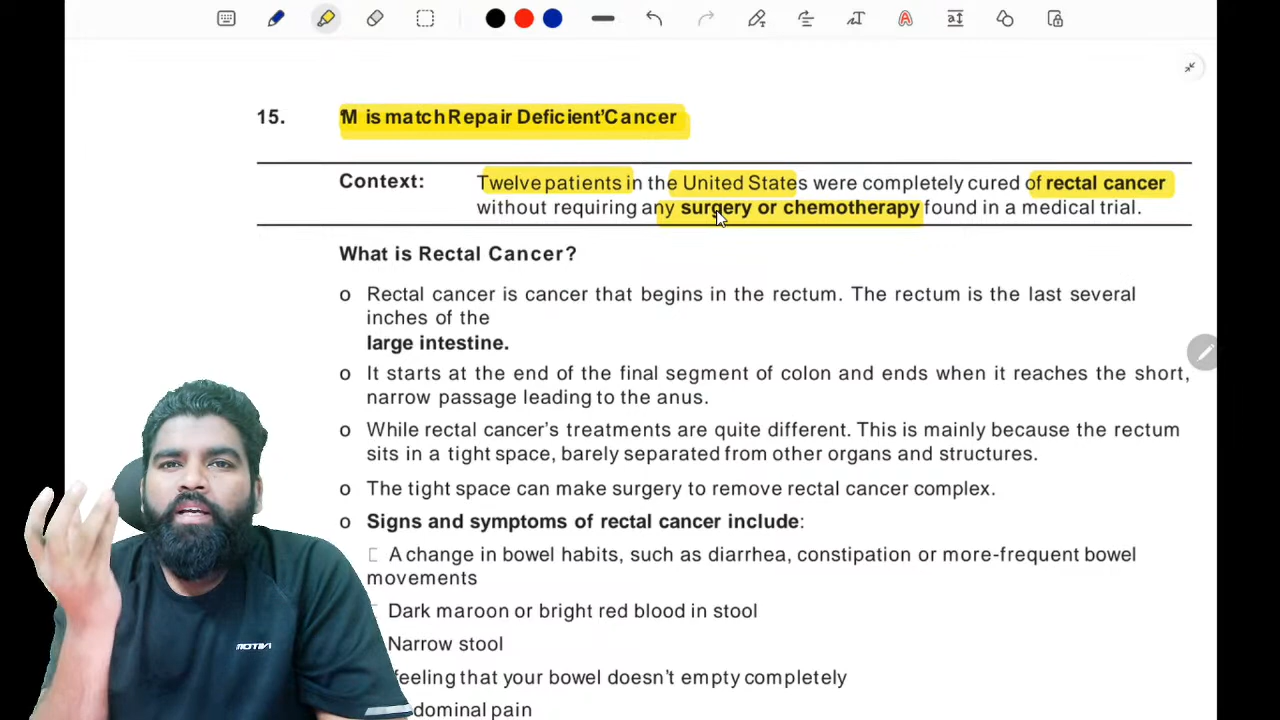 15. 'M is match Repair Deficient' Cancer
Context: Twelve patients in the United States were completely cured of rectal cancer
without requiring any surgery or chemotherapy found in a medical trial.
What is Rectal Cancer?
o Rectal cancer is cancer that begins in the rectum. The rectum is the last several
inches of the
large intestine.
o It starts at the end of the final segment of colon and ends when it reaches the short,
narrow passage leading to the anus.
o While rectal cancer's treatments are quite different. This is mainly because the rectum
sits in a tight space, barely separated from other organs and structures.
o The tight space can make surgery to remove rectal cancer complex.
o Signs and symptoms of rectal cancer include:
A change in bowel habits, such as diarrhea, constipation or more-frequent bowel
movements
Dark maroon or bright red blood in stool
Narrow stool
feeling that your bowel doesn't empty completely
dominal pain